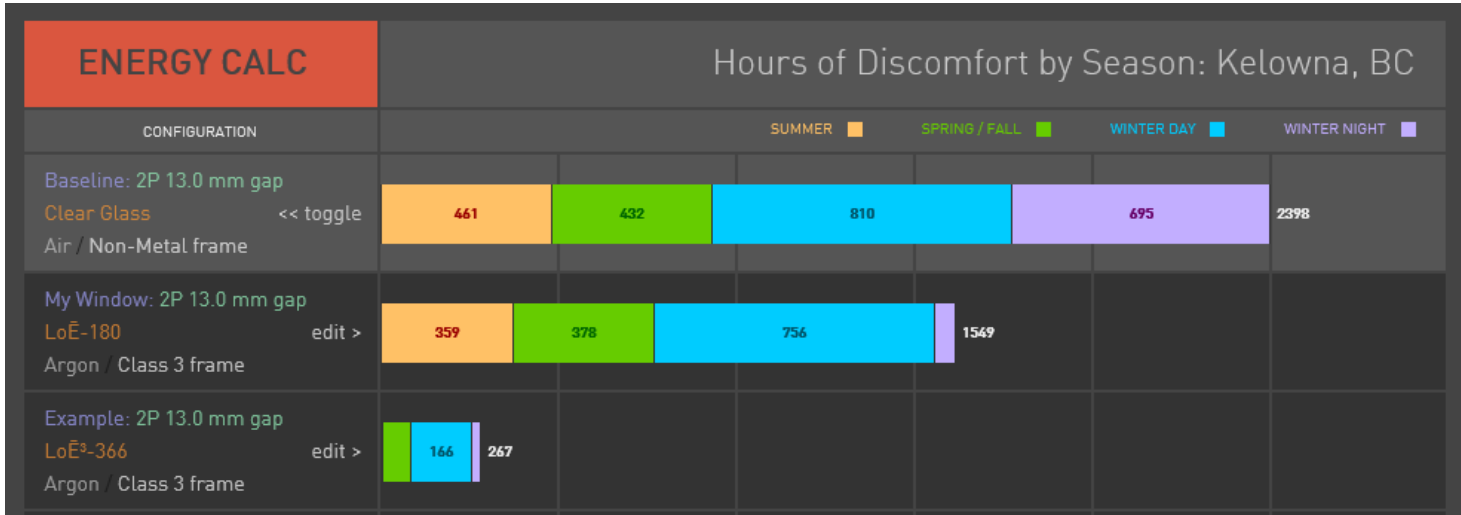 ENERGY CALC
Hours of Discomfort by Season: Kelowna, BC
CONFIGURATION
SUMMER SPRING / FALL WINTER DAY WINTER NIGHT
Baseline: 2P 13.0 mm gap
Clear Glass << toggle
Air / Non-Metal frame
461 432 810 695 2398
My Window: 2P 13.0 mm gap
LoĒ-180 edit >
Argon / Class 3 frame
359 378 756 1549
Example: 2P 13.0 mm gap
LoĒ³-366 edit >
Argon / Class 3 frame
166 267